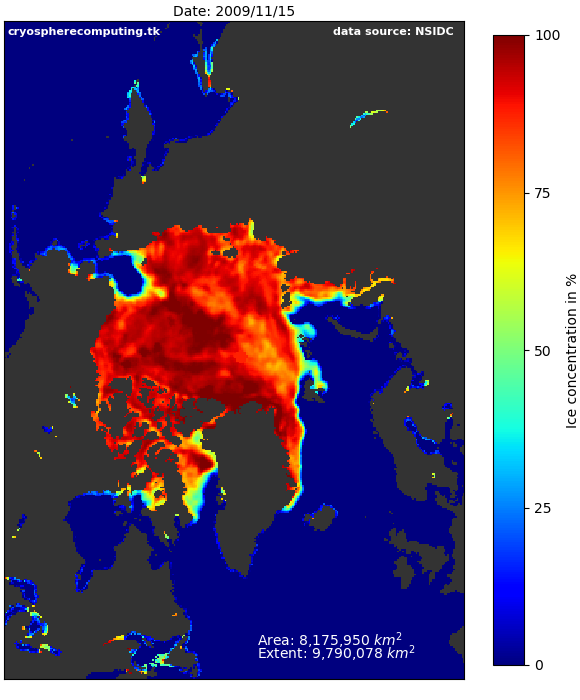 Date: 2009/11/15
cryospherecomputing.tk
data source: NSIDC
100
75
50
25
0
Ice concentration in %
Area: 8,175,950 km²
Extent: 9,790,078 km²